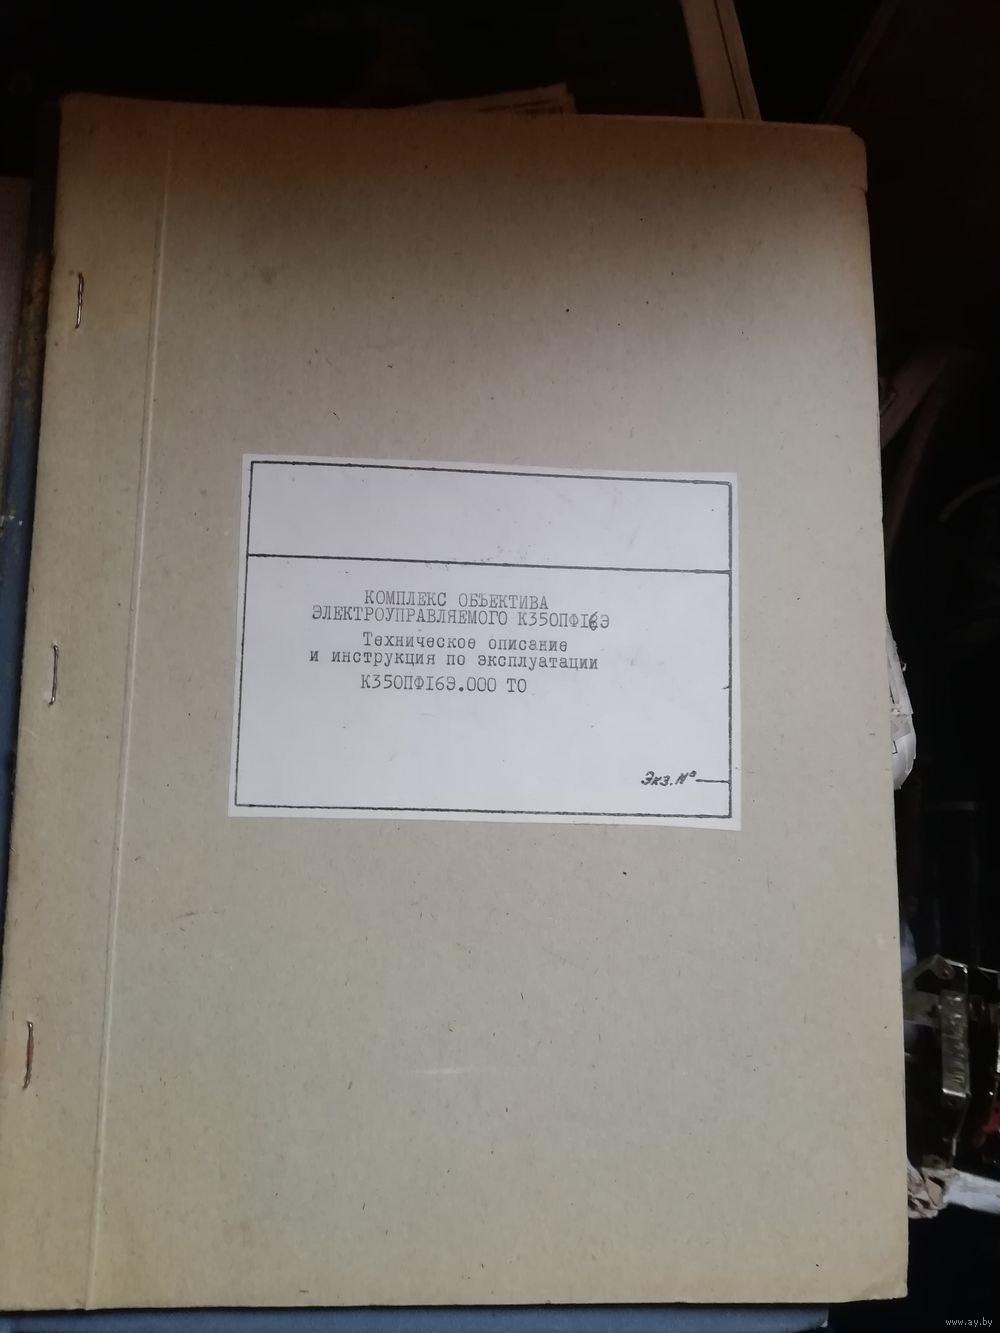 КОМПЛЕКС ОБЪЕКТИВА
ЭЛЕКТРОУПРАВЛЯЕМОГО К350ПФ16Э
Техническое описание
и инструкция по эксплуатации
К350ПФ16Э.000 ТО
Экз.№
www.ay.by